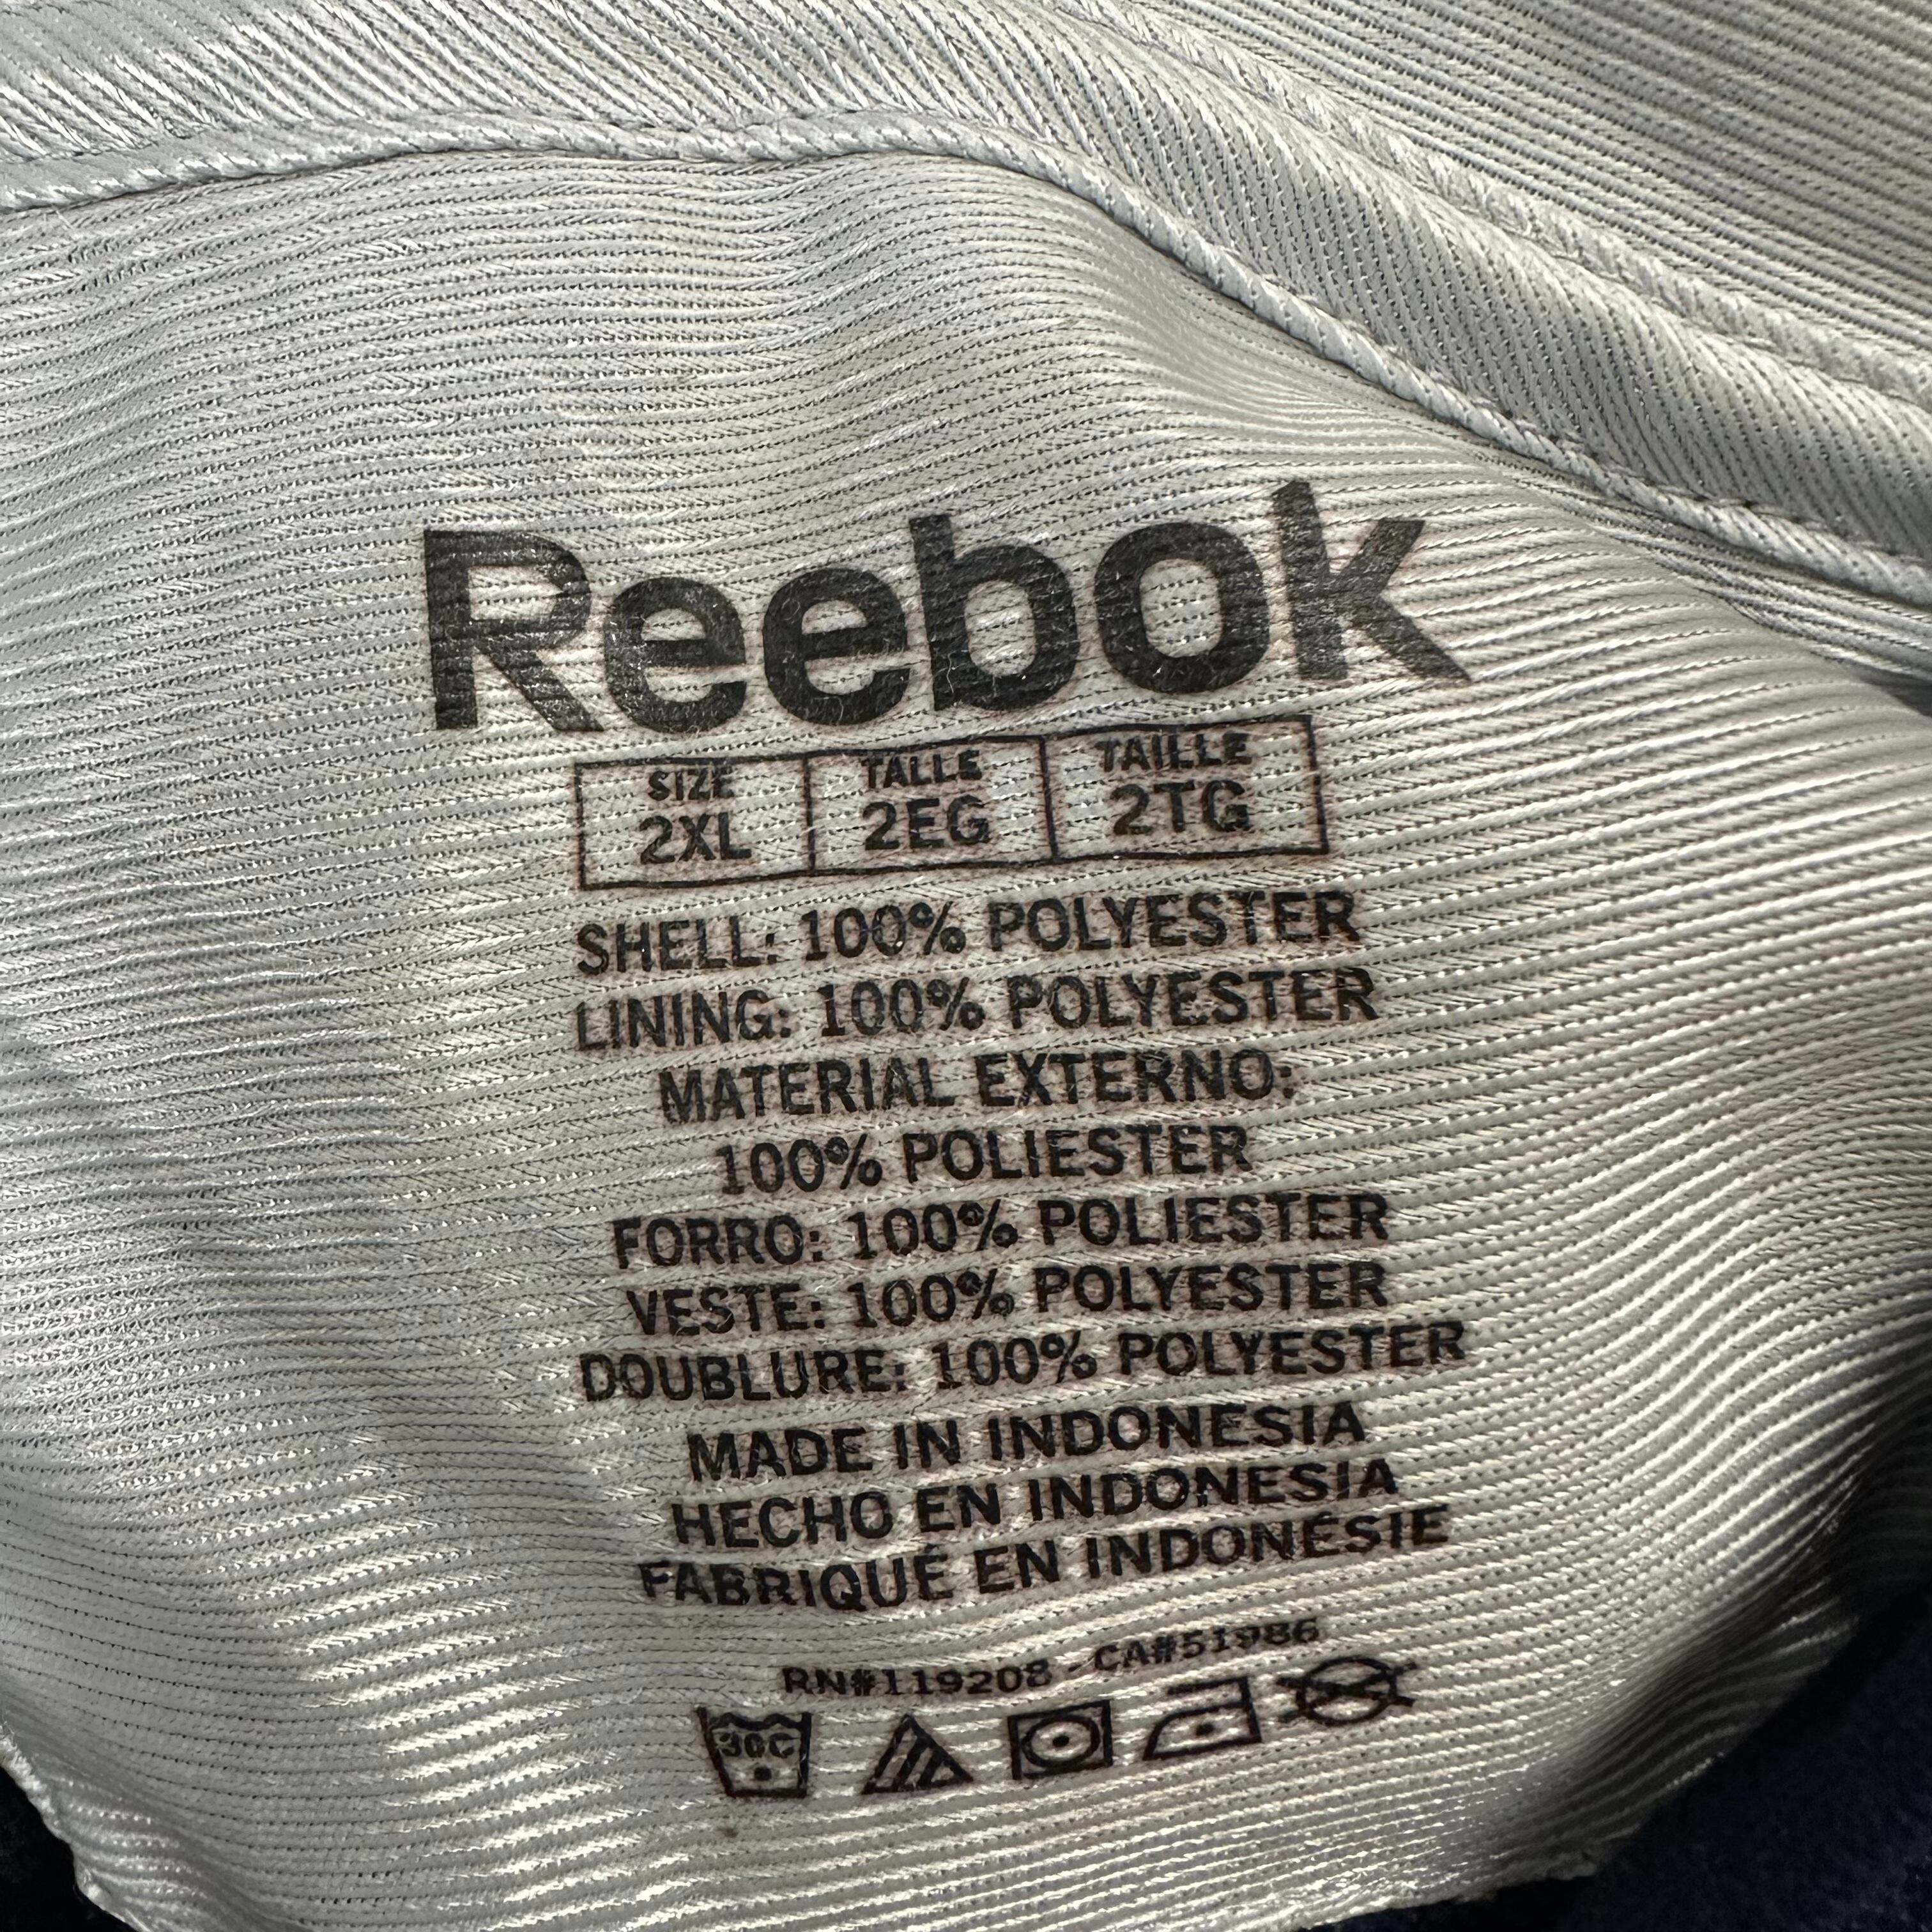 Reebok
SIZE TALLE TAILLE
2XL 2EG 2TG
SHELL: 100% POLYESTER
LINING: 100% POLYESTER
MATERIAL EXTERNO:
100% POLIESTER
FORRO: 100% POLIESTER
VESTE: 100% POLYESTER
DOUBLURE: 100% POLYESTER
MADE IN INDONESIA
HECHO EN INDONESIA
FABRIQUÉ EN INDONÉSIE
RN#119208 - CA#51986
30C